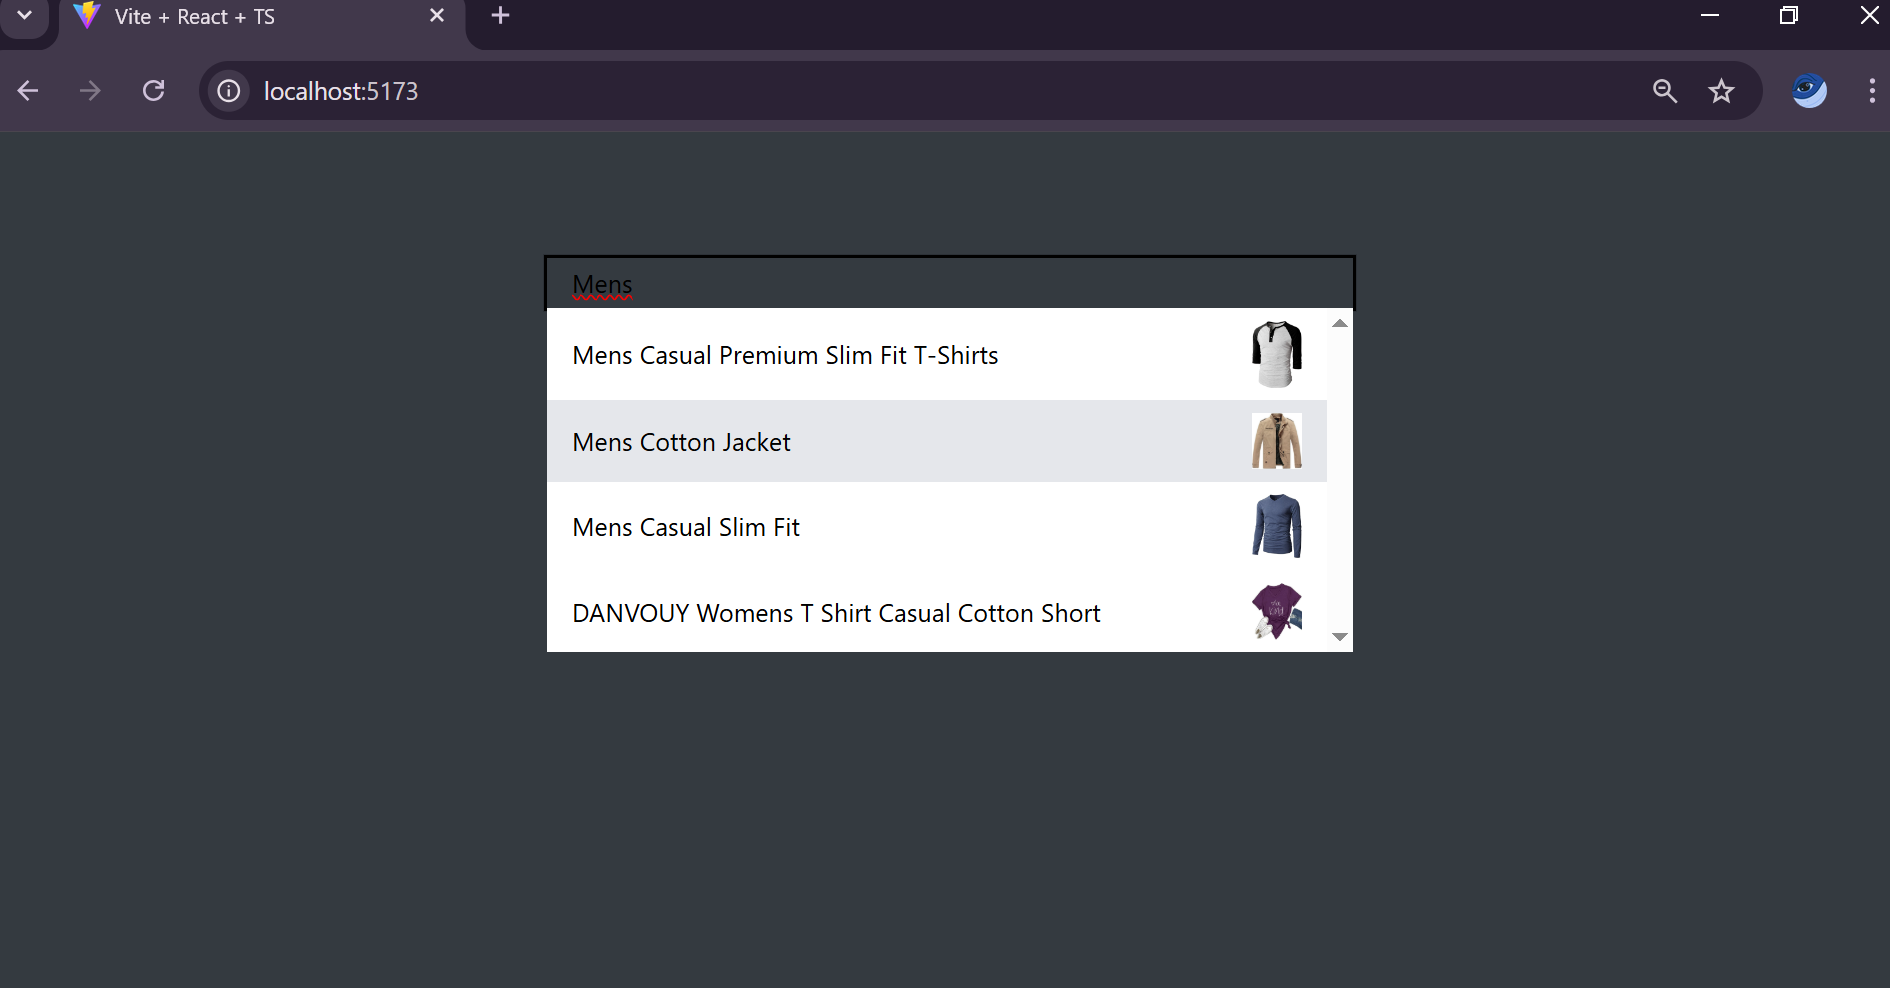 Vite + React + TS
localhost:5173
Mens
Mens Casual Premium Slim Fit T-Shirts
Mens Cotton Jacket
Mens Casual Slim Fit
DANVOUY Womens T Shirt Casual Cotton Short